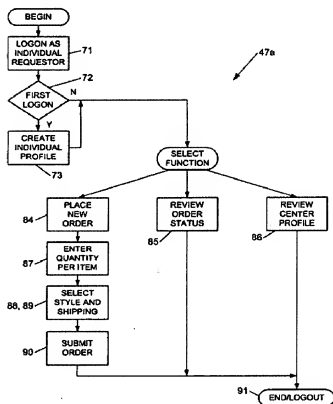 BEGIN
LOGON AS
INDIVIDUAL
REQUESTOR
71
72
FIRST
LOGON
N
Y
CREATE
INDIVIDUAL
PROFILE
73
47a
SELECT
FUNCTION
PLACE
NEW
ORDER
84
REVIEW
ORDER
STATUS
85
REVIEW
CENTER
PROFILE
86
ENTER
QUANTITY
PER ITEM
87
SELECT
STYLE AND
SHIPPING
88, 89
SUBMIT
ORDER
90
91
END/LOGOUT